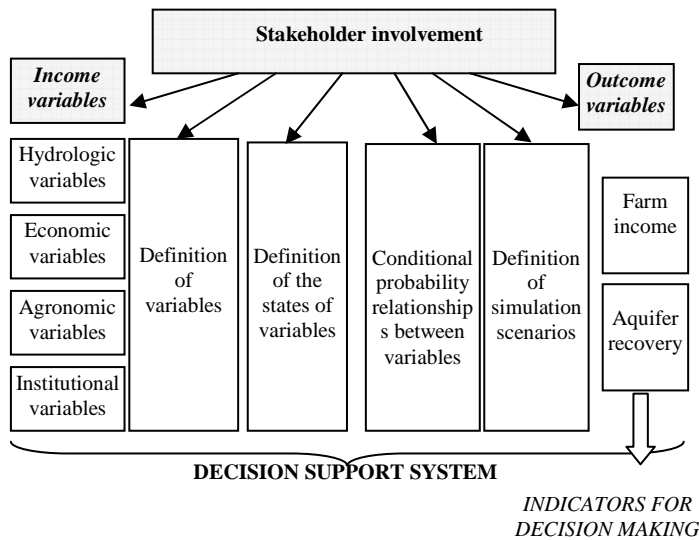 Stakeholder involvement
Income
variables
Outcome
variables
Hydrologic
variables
Economic
variables
Agronomic
variables
Institutional
variables
Definition
of
variables
Definition
of the
states of
variables
Conditional
probability
relationship
s between
variables
Definition
of
simulation
scenarios
Farm
income
Aquifer
recovery
DECISION SUPPORT SYSTEM
INDICATORS FOR
DECISION MAKING